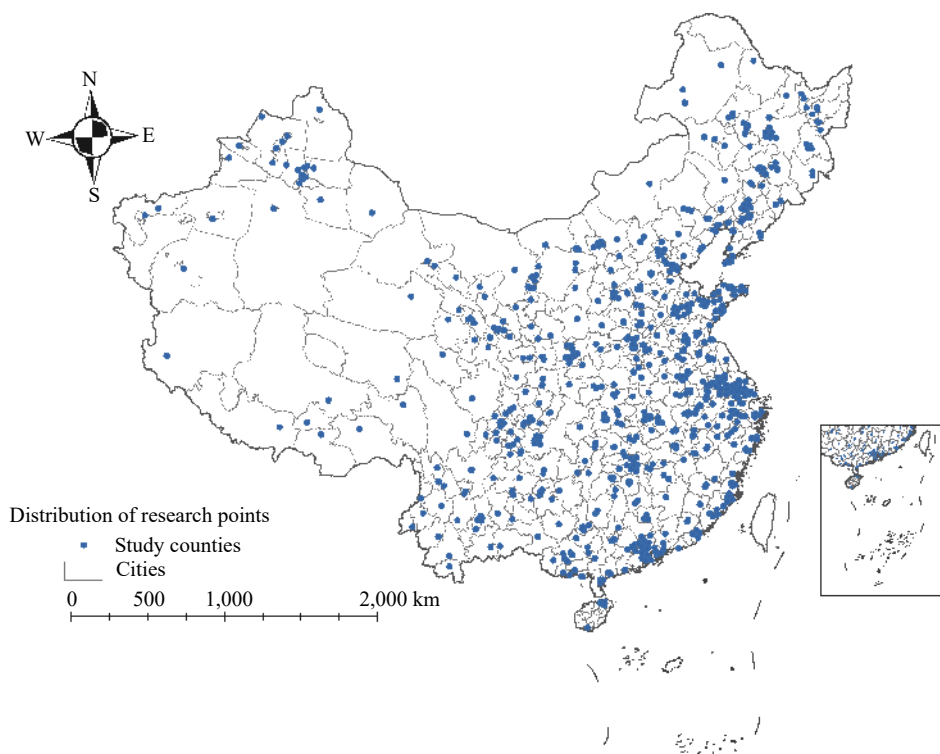 N
W E
S
Distribution of research points
Study counties
Cities
0 500 1,000 2,000 km